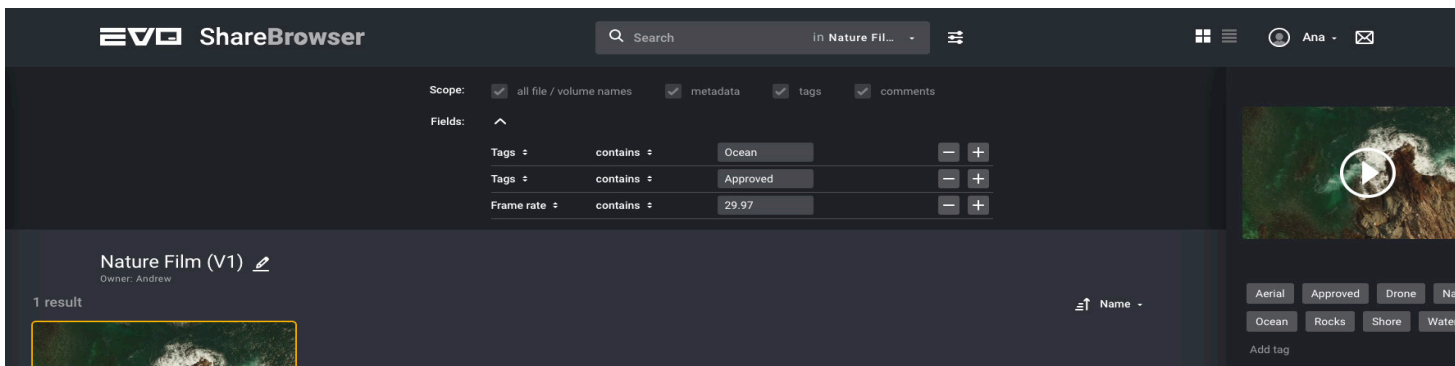 EVO ShareBrowser
Search in Nature Fil...
Ana
Scope: all file / volume names metadata tags comments
Fields:
Tags contains Ocean
Tags contains Approved
Frame rate contains 29.97
Nature Film (V1)
Owner: Andrew
1 result
Name
Aerial Approved Drone Na
Ocean Rocks Shore Wate
Add tag